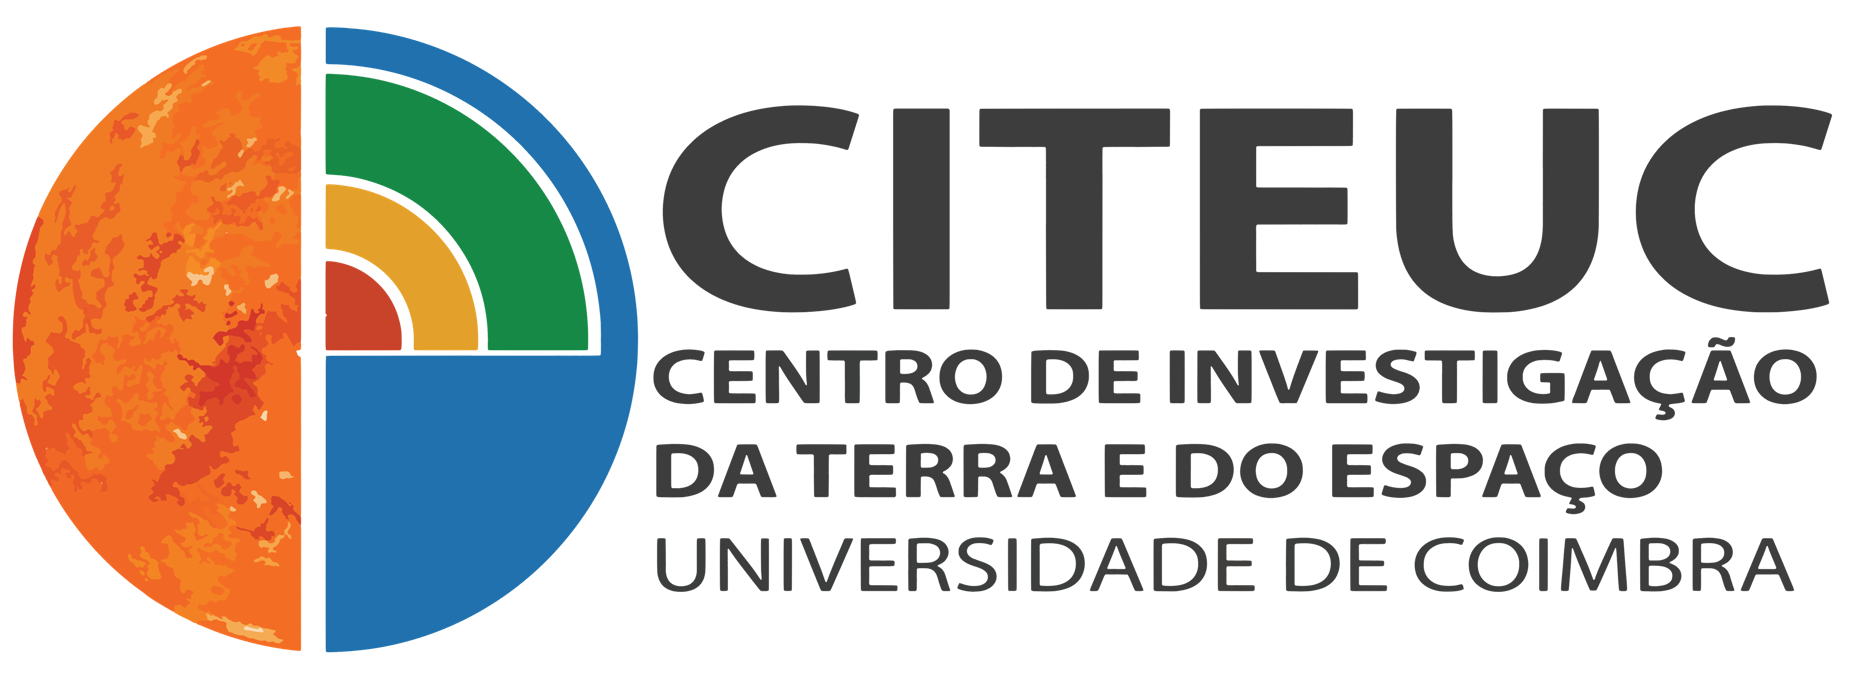 CITEUC
CENTRO DE INVESTIGAÇÃO
DA TERRA E DO ESPAÇO
UNIVERSIDADE DE COIMBRA